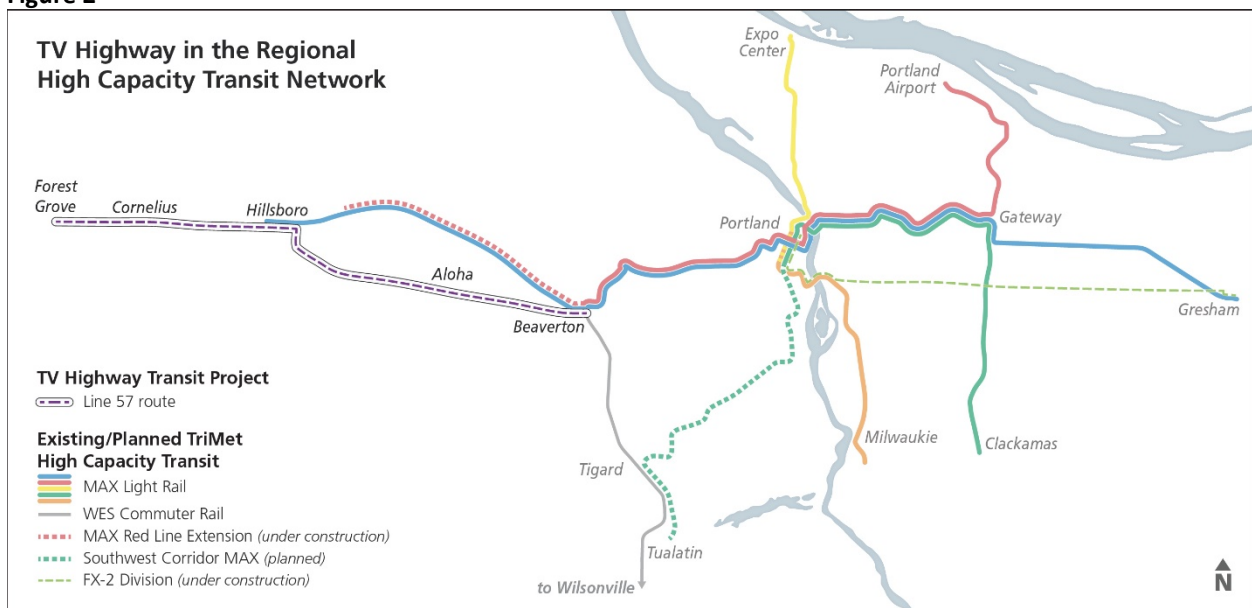 TV Highway in the Regional
High Capacity Transit Network
Expo
Center
Portland
Airport
Forest
Grove
Cornelius
Hillsboro
Portland
Gateway
Aloha
Beaverton
Gresham
TV Highway Transit Project
Line 57 route
Existing/Planned TriMet
High Capacity Transit
MAX Light Rail
WES Commuter Rail
MAX Red Line Extension (under construction)
Southwest Corridor MAX (planned)
FX-2 Division (under construction)
Milwaukie
Clackamas
Tigard
Tualatin
to Wilsonville
N